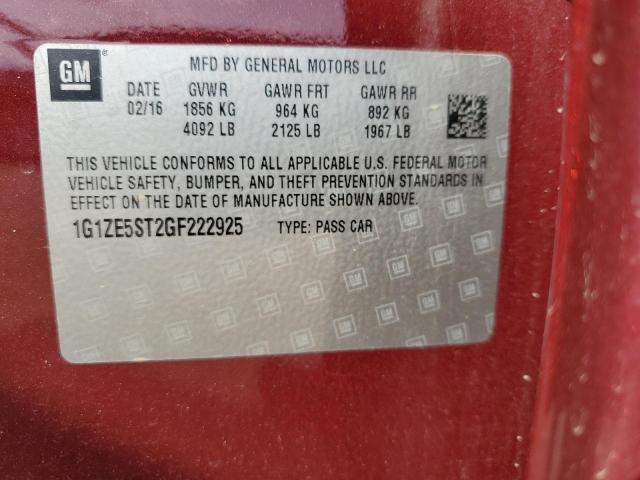 GM ®
MFD BY GENERAL MOTORS LLC
DATE GVWR GAWR FRT GAWR RR
02/16 1856 KG 964 KG 892 KG
4092 LB 2125 LB 1967 LB
THIS VEHICLE CONFORMS TO ALL APPLICABLE U.S. FEDERAL MOTOR
VEHICLE SAFETY, BUMPER, AND THEFT PREVENTION STANDARDS IN
EFFECT ON THE DATE OF MANUFACTURE SHOWN ABOVE.
1G1ZE5ST2GF222925 TYPE: PASS CAR